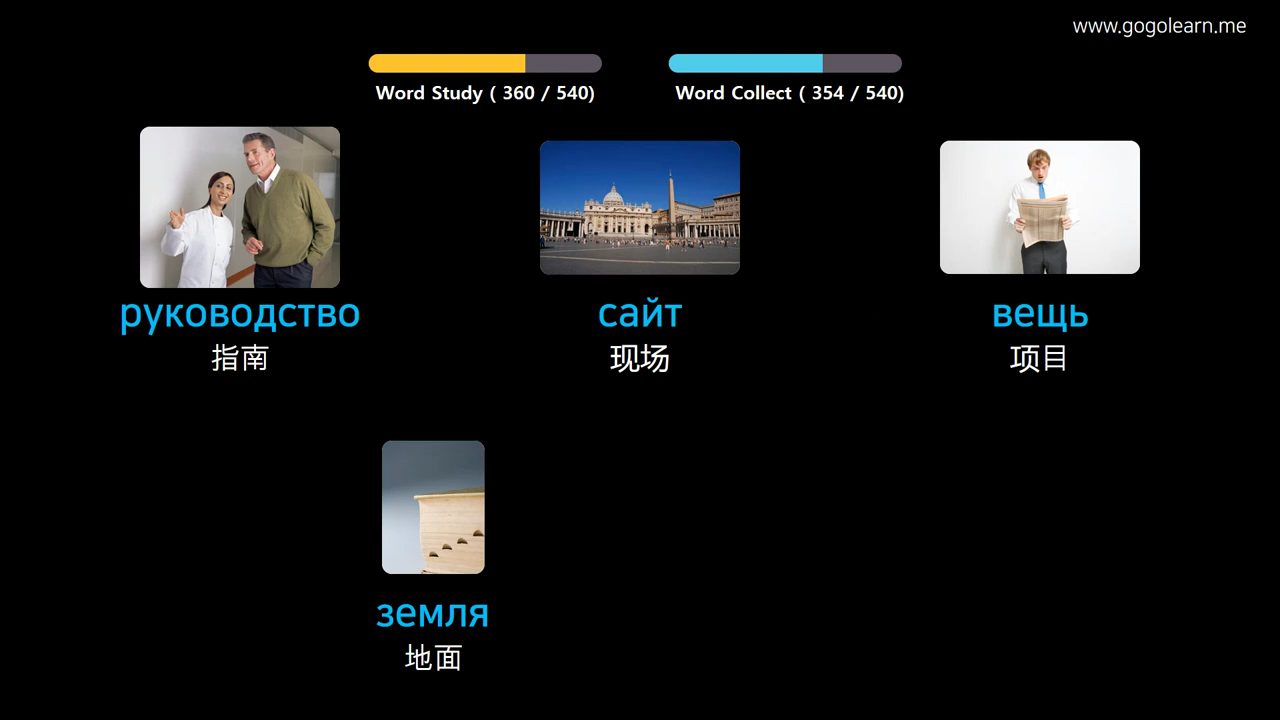 www.gogolearn.me
Word Study ( 360 / 540)
Word Collect ( 354 / 540)
руководство
指南
сайт
现场
вещь
项目
земля
地面